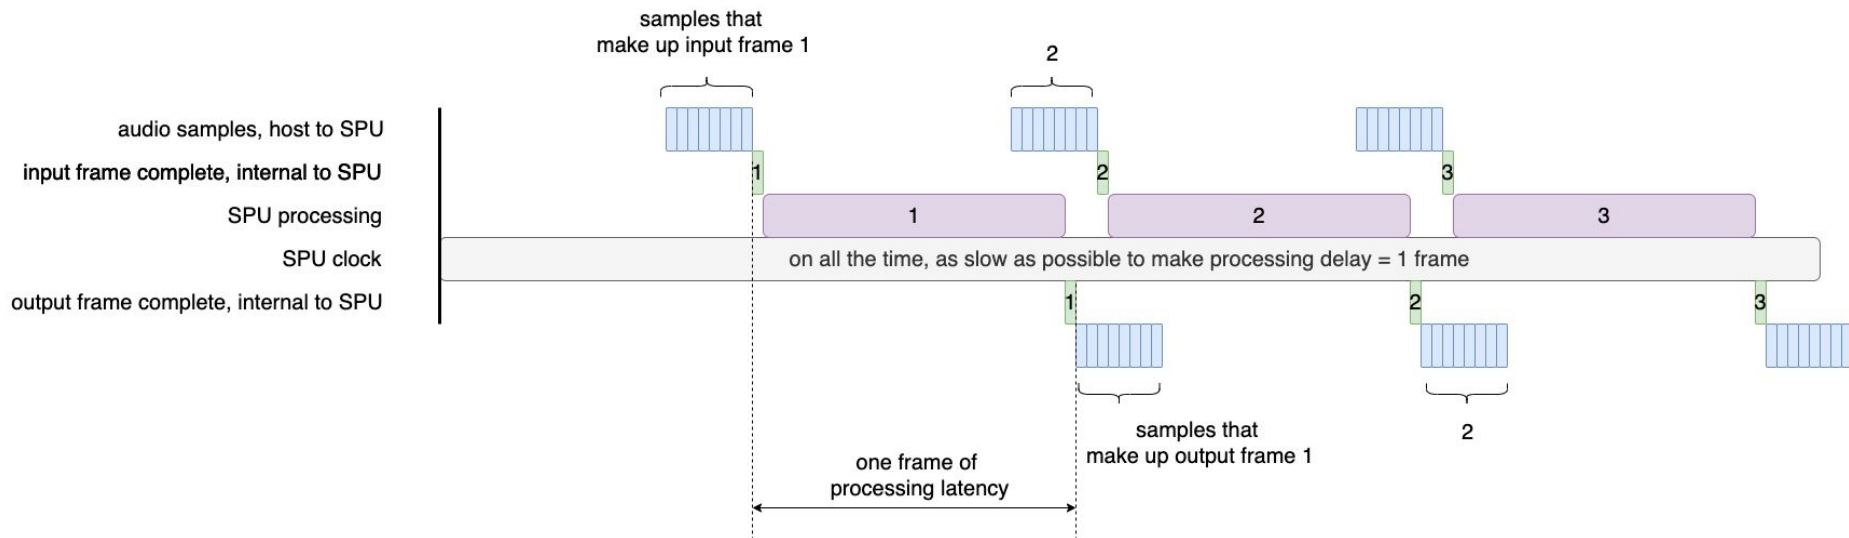 samples that
make up input frame 1
2
audio samples, host to SPU
input frame complete, internal to SPU
1
2
3
SPU processing
1
2
3
SPU clock
on all the time, as slow as possible to make processing delay = 1 frame
output frame complete, internal to SPU
1
2
3
samples that
make up output frame 1
2
one frame of
processing latency